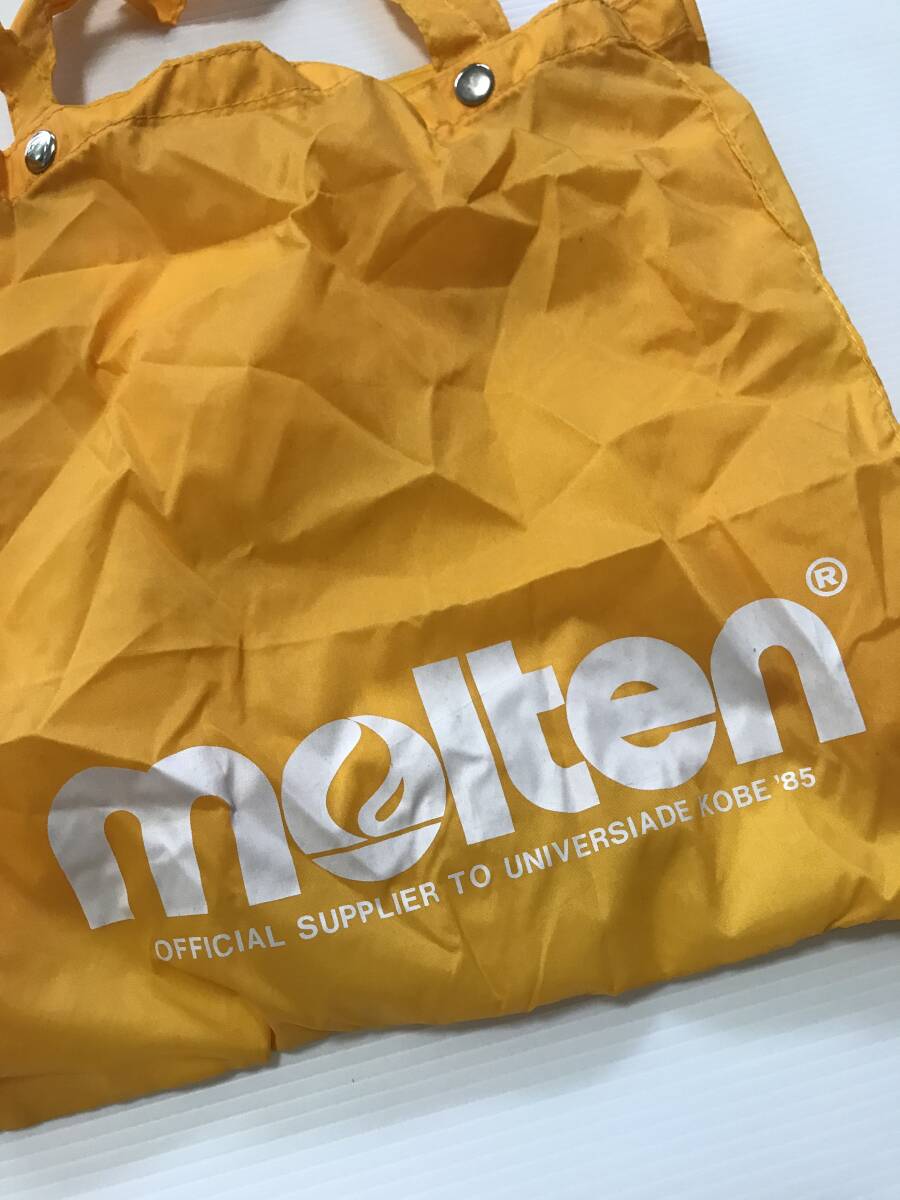 molten®
OFFICIAL SUPPLIER TO UNIVERSIADE KOBE '85